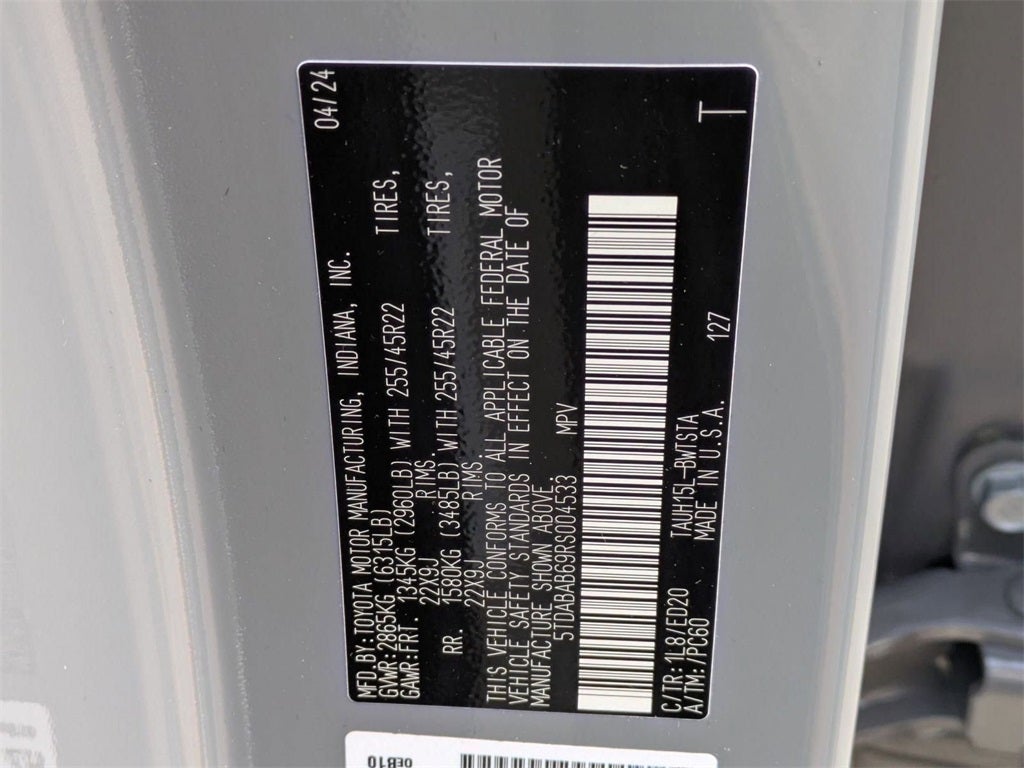 MFD.BY:TOYOTA MOTOR MANUFACTURING, INDIANA, INC. 04/24
GVWR:2865KG (6315LB)
GAWR:FRT. 1345KG (2960LB) WITH 255/45R22 TIRES,
22X9J RIMS.
RR. 1580KG (3485LB) WITH 255/45R22 TIRES,
22X9J RIMS.
THIS VEHICLE CONFORMS TO ALL APPLICABLE FEDERAL MOTOR
VEHICLE SAFETY STANDARDS IN EFFECT ON THE DATE OF
MANUFACTURE SHOWN ABOVE.
5TDABAB69RS004533 MPV
C/TR:1L8/ED20 TAUH15L-BWTSTA
A/TM:/PC60 MADE IN U.S.A. 127 T
0EB10